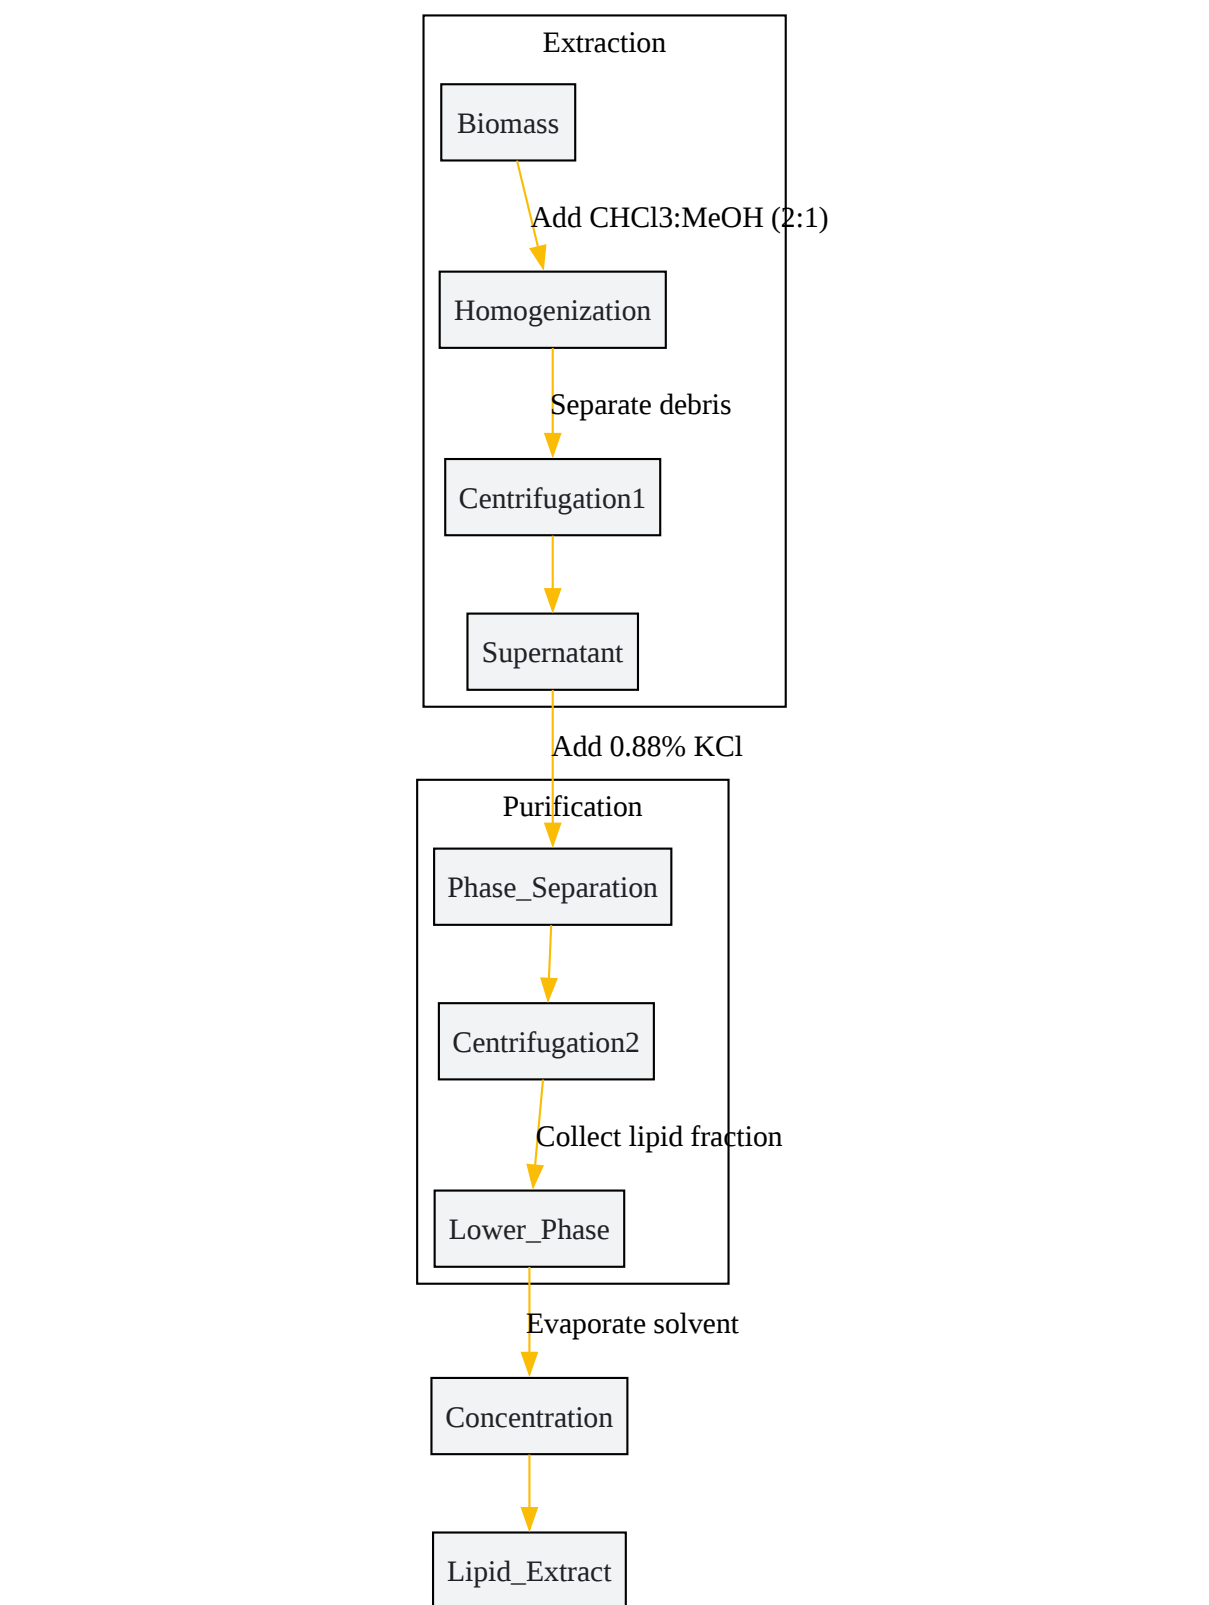 Extraction
Biomass
Add CHCl3:MeOH (2:1)
Homogenization
Separate debris
Centrifugation1
Supernatant
Add 0.88% KCl
Purification
Phase_Separation
Centrifugation2
Collect lipid fraction
Lower_Phase
Evaporate solvent
Concentration
Lipid_Extract